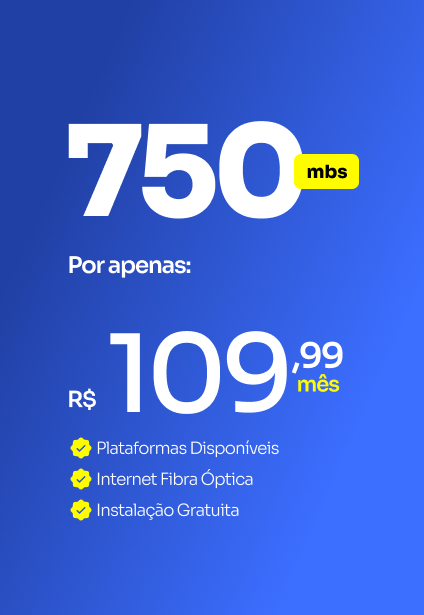 750 mbs
Por apenas:
R$ 109,99
mês
Plataformas Disponíveis
Internet Fibra Óptica
Instalação Gratuita